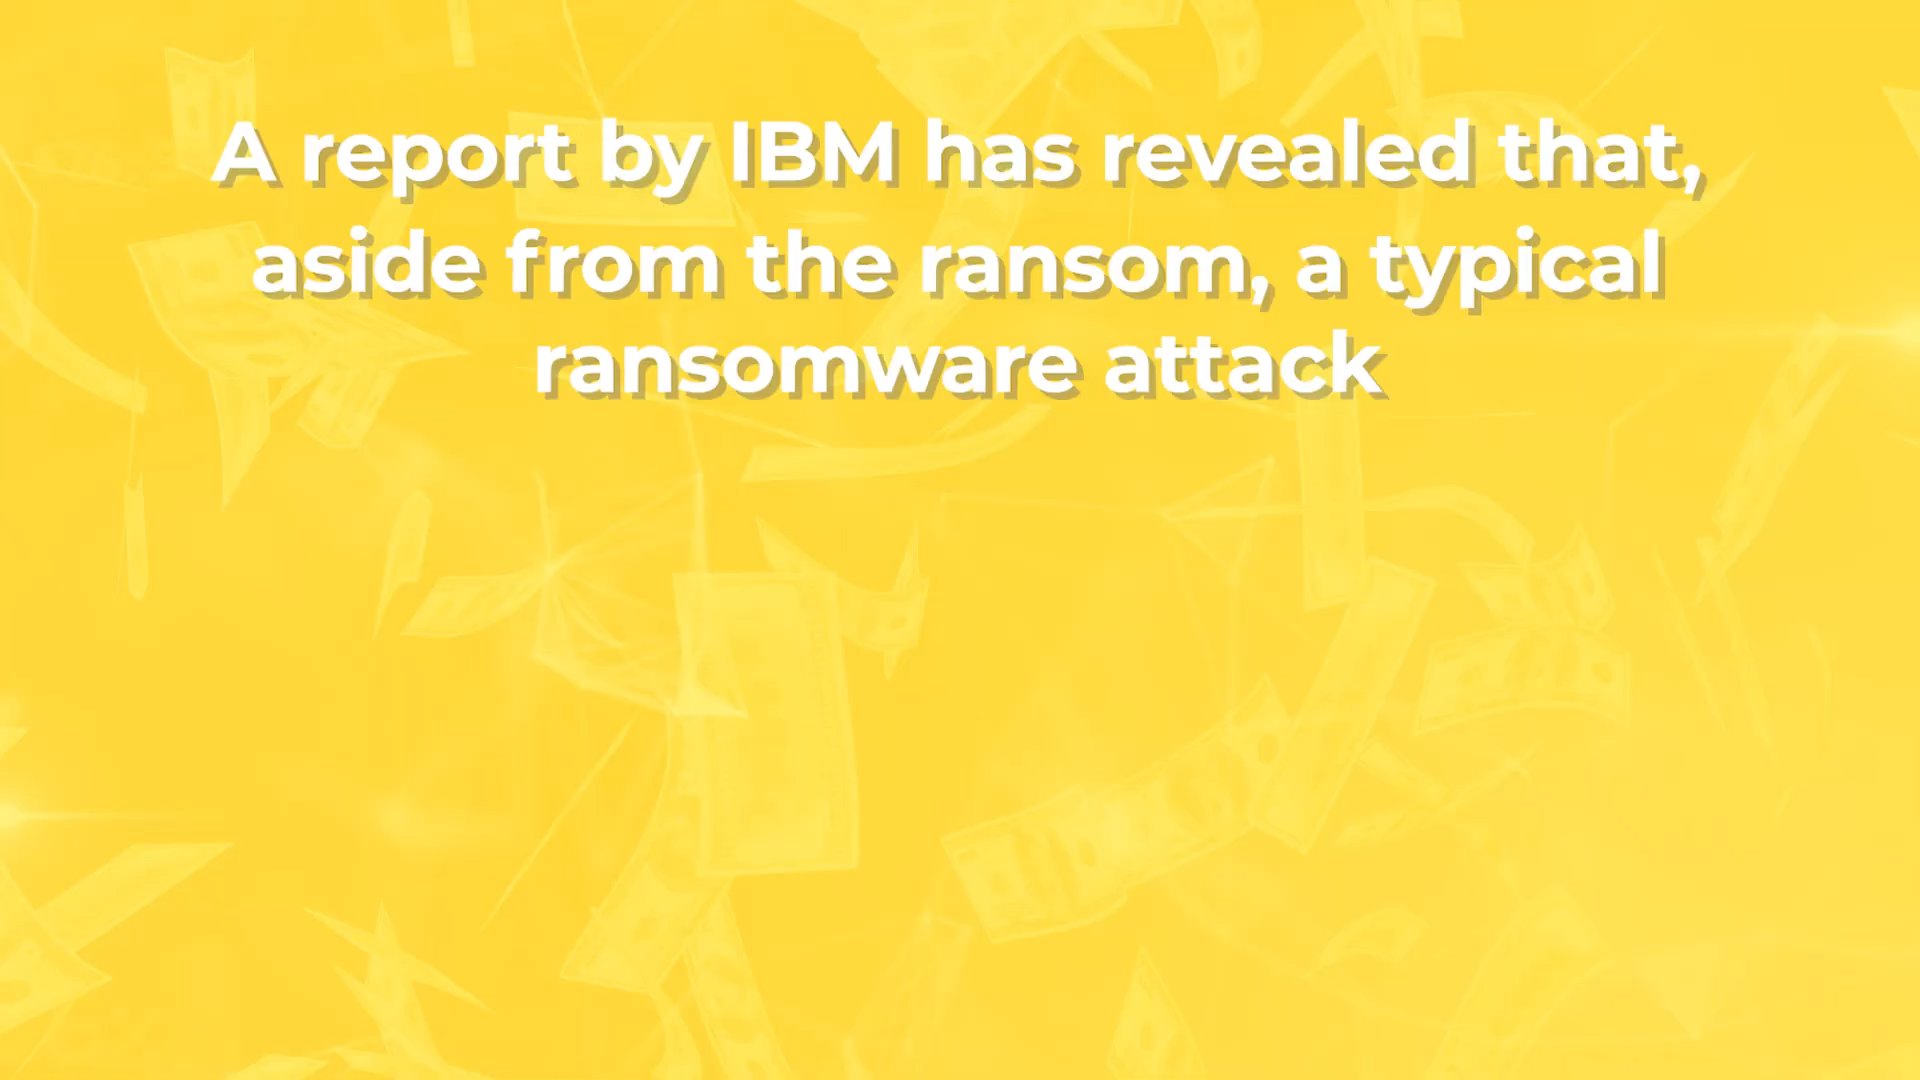 A report by IBM has revealed that,
aside from the ransom, a typical
ransomware attack